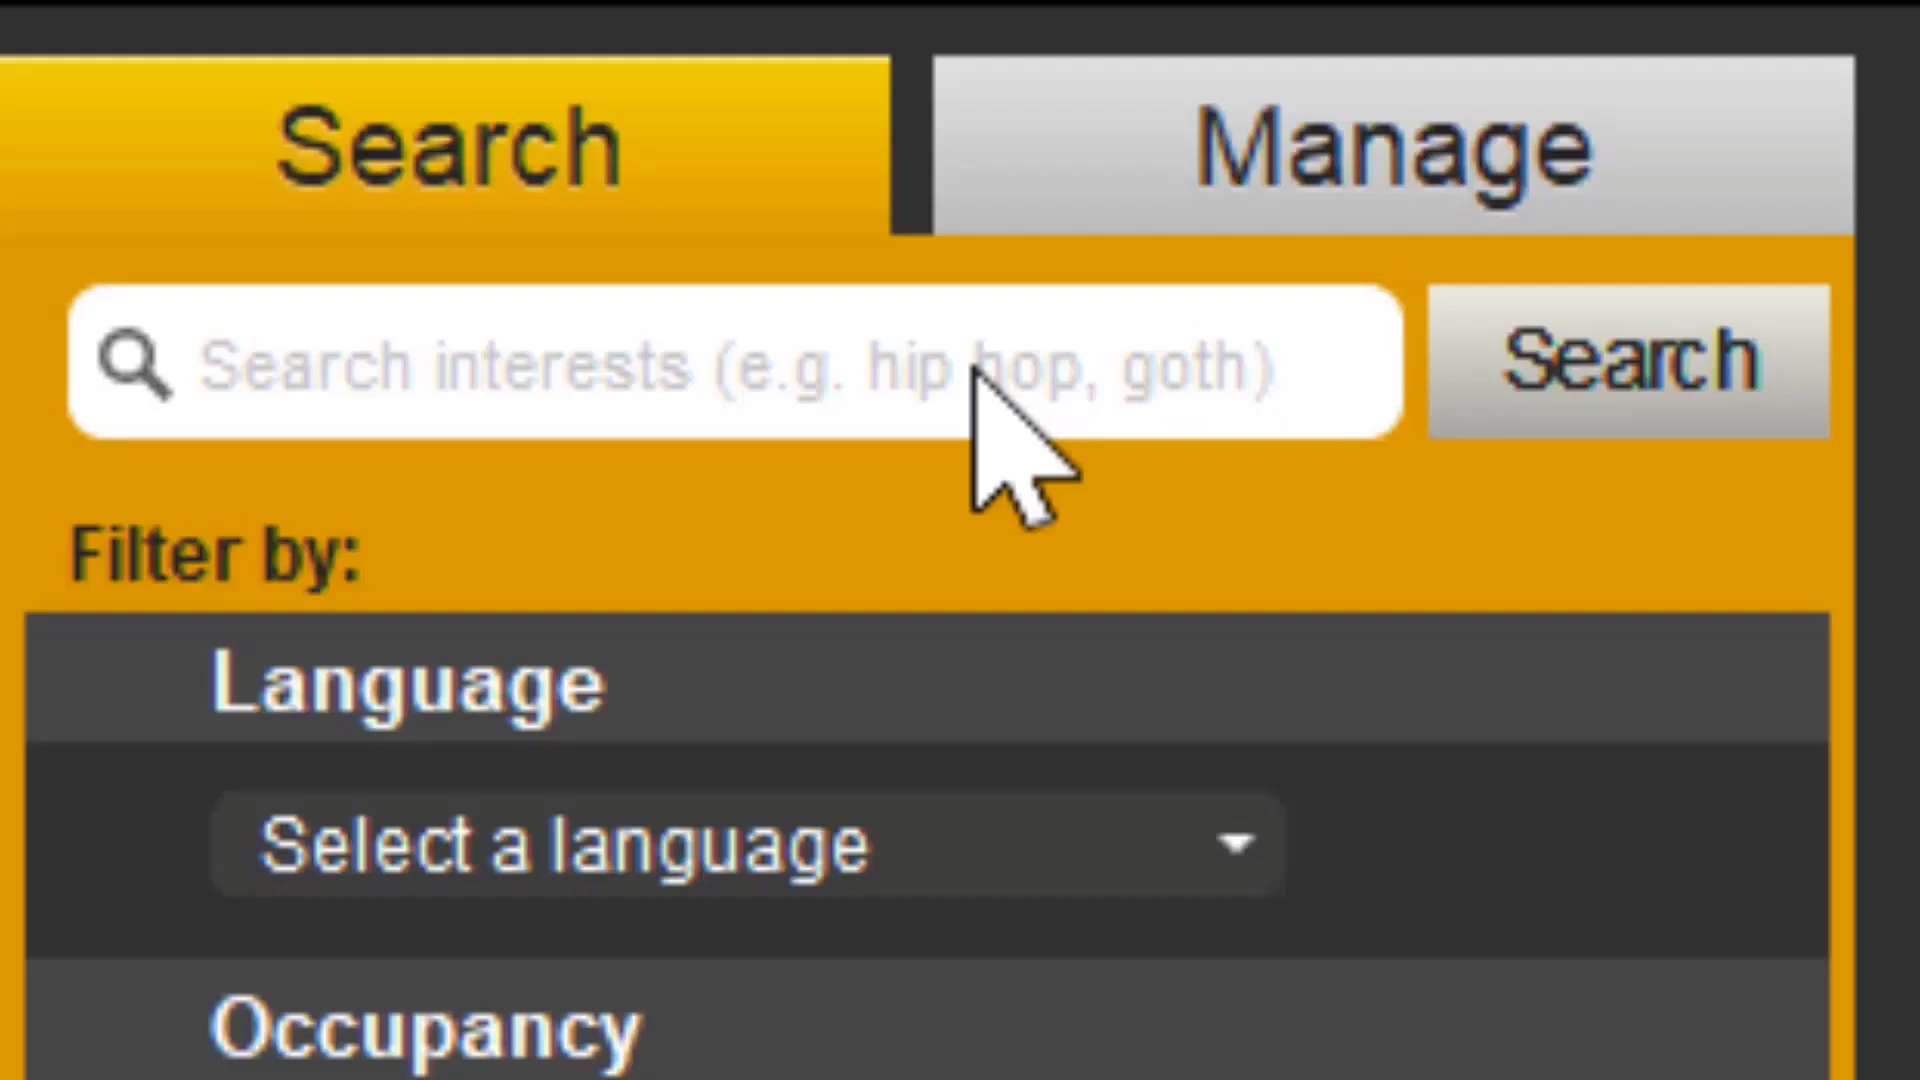 Search Manage
Search interests (e.g. hip hop, goth) Search
Filter by:
Language
Select a language
Occupancy